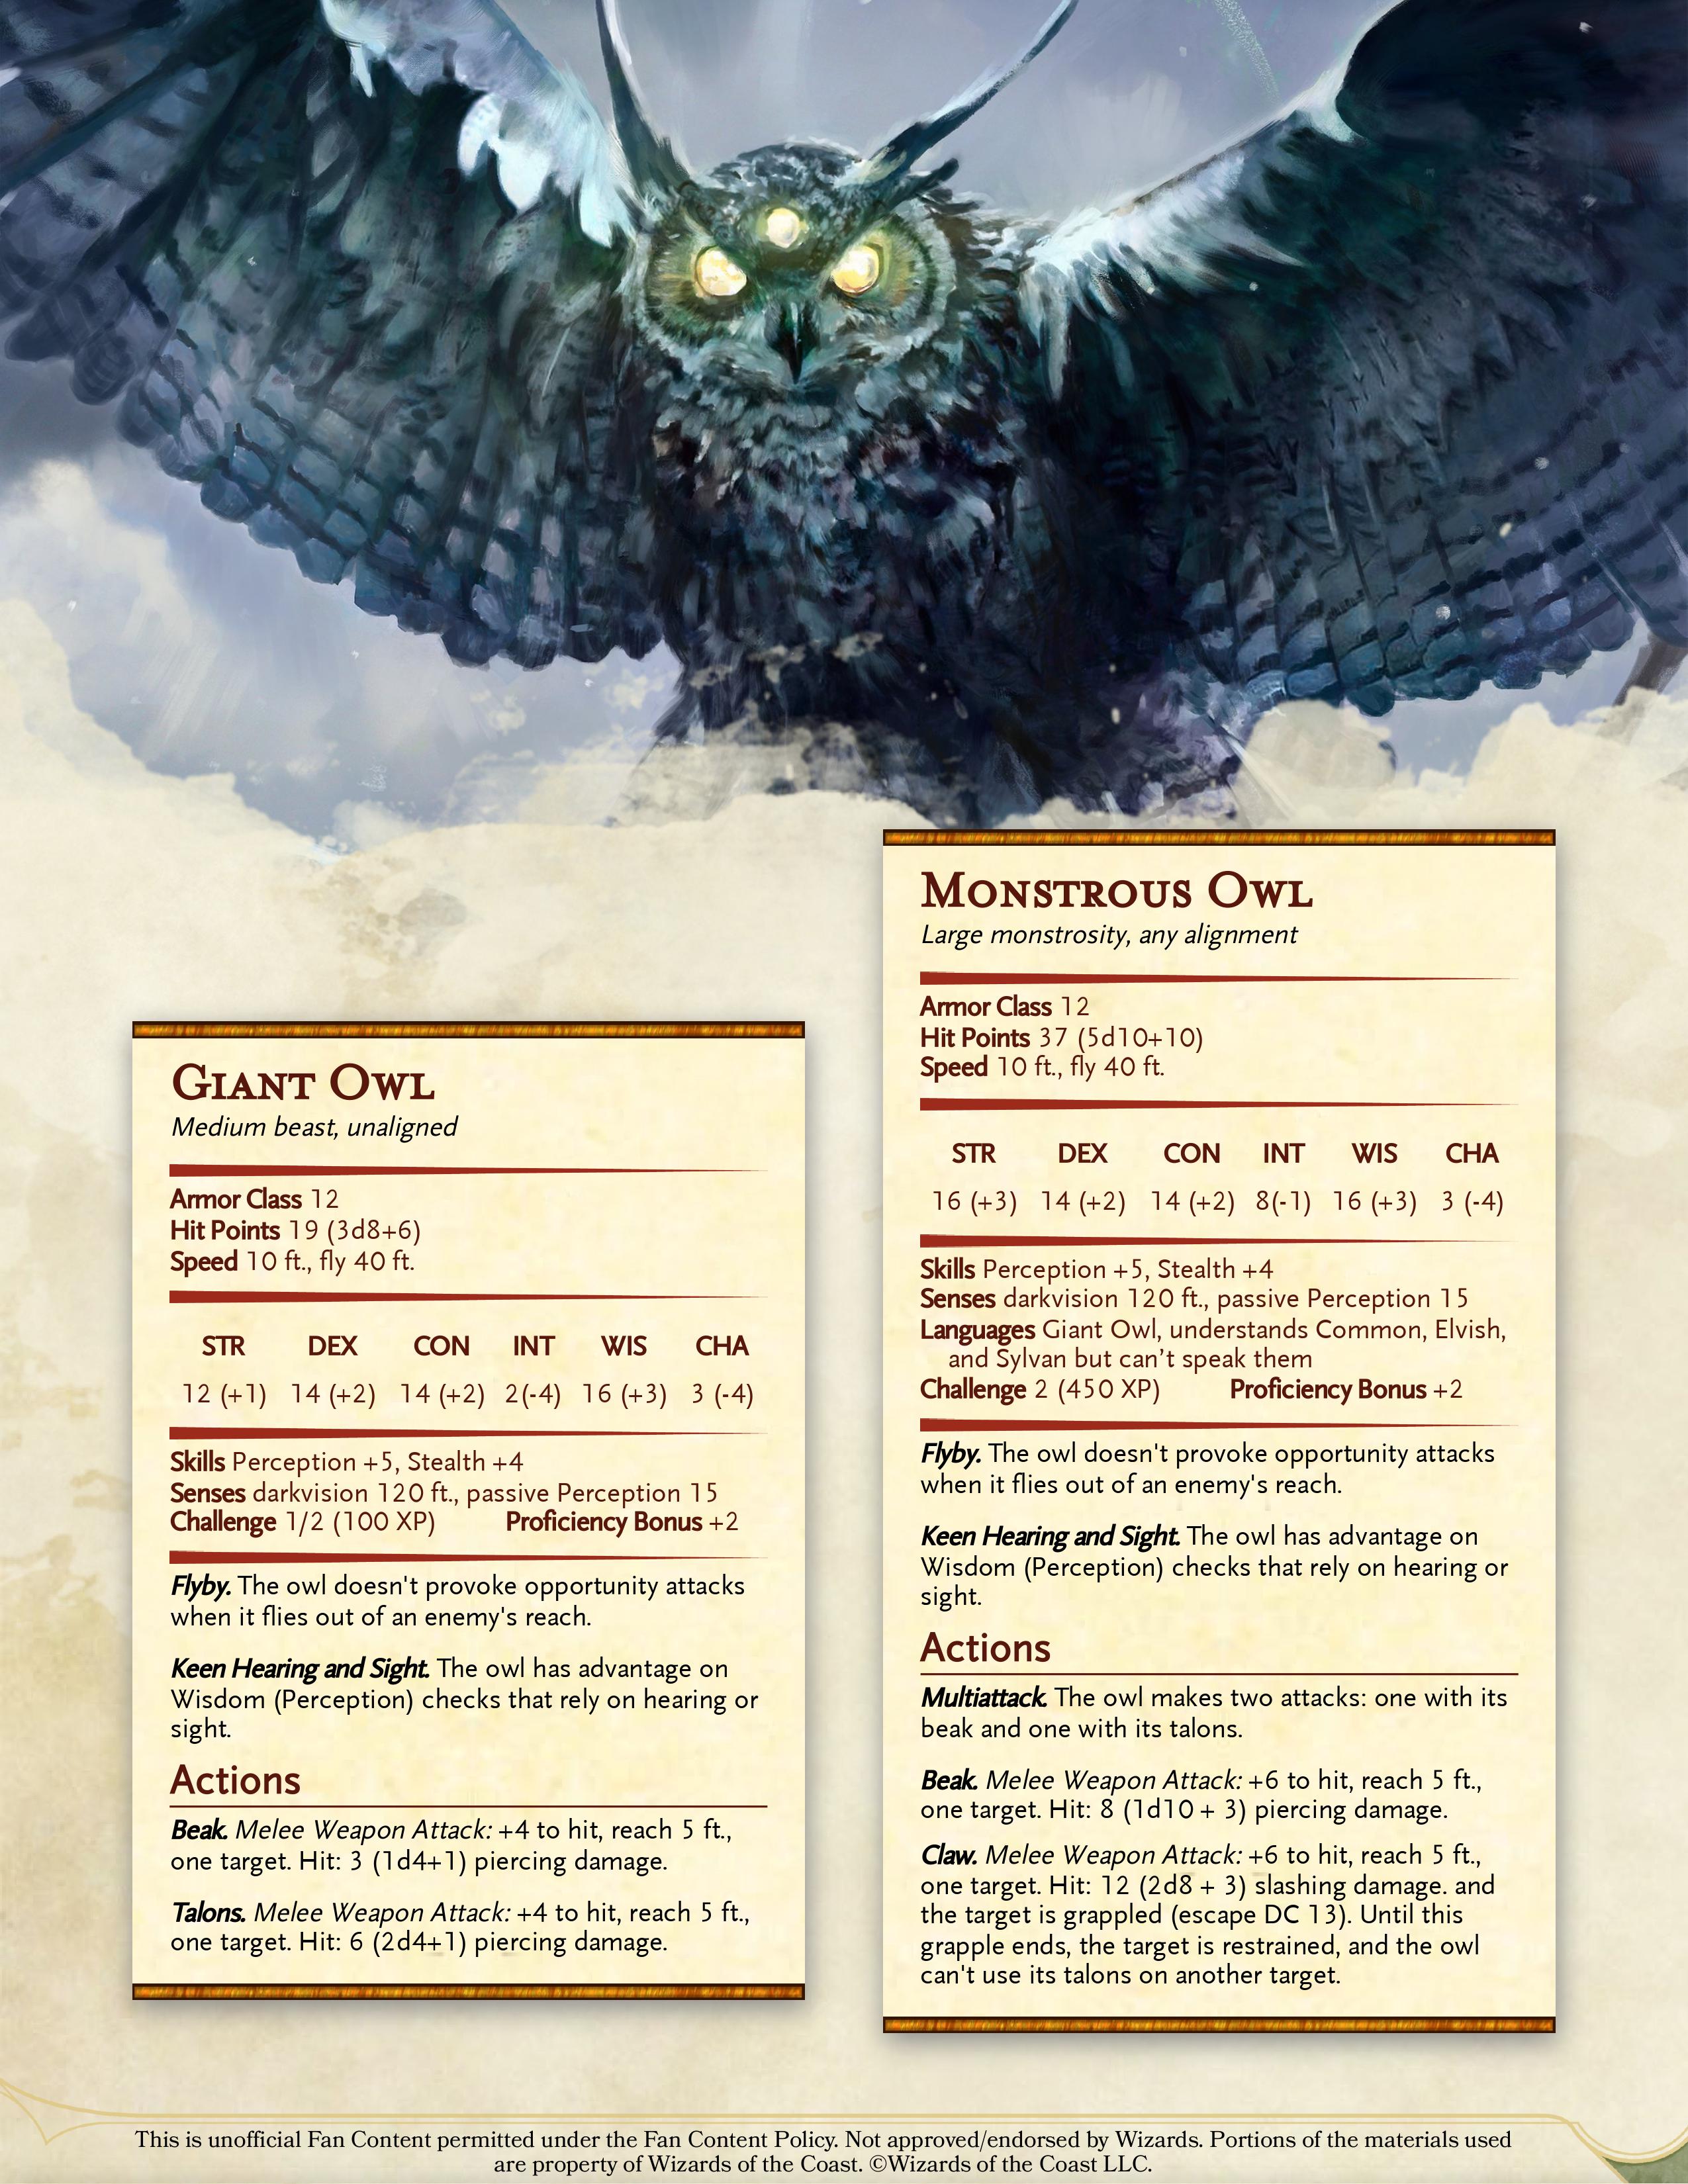 Giant Owl
Medium beast, unaligned
Armor Class 12
Hit Points 19 (3d8+6)
Speed 10 ft., fly 40 ft.
STR DEX CON INT WIS CHA
12 (+1) 14 (+2) 14 (+2) 2(-4) 16 (+3) 3 (-4)
Skills Perception +5, Stealth +4
Senses darkvision 120 ft., passive Perception 15
Challenge 1/2 (100 XP) Proficiency Bonus +2
Flyby. The owl doesn't provoke opportunity attacks
when it flies out of an enemy's reach.
Keen Hearing and Sight. The owl has advantage on
Wisdom (Perception) checks that rely on hearing or
sight.
Actions
Beak. Melee Weapon Attack: +4 to hit, reach 5 ft.,
one target. Hit: 3 (1d4+1) piercing damage.
Talons. Melee Weapon Attack: +4 to hit, reach 5 ft.,
one target. Hit: 6 (2d4+1) piercing damage.
Monstrous Owl
Large monstrosity, any alignment
Armor Class 12
Hit Points 37 (5d10+10)
Speed 10 ft., fly 40 ft.
STR DEX CON INT WIS CHA
16 (+3) 14 (+2) 14 (+2) 8(-1) 16 (+3) 3 (-4)
Skills Perception +5, Stealth +4
Senses darkvision 120 ft., passive Perception 15
Languages Giant Owl, understands Common, Elvish,
and Sylvan but can’t speak them
Challenge 2 (450 XP) Proficiency Bonus +2
Flyby. The owl doesn't provoke opportunity attacks
when it flies out of an enemy's reach.
Keen Hearing and Sight. The owl has advantage on
Wisdom (Perception) checks that rely on hearing or
sight.
Actions
Multiattack. The owl makes two attacks: one with its
beak and one with its talons.
Beak. Melee Weapon Attack: +6 to hit, reach 5 ft.,
one target. Hit: 8 (1d10 + 3) piercing damage.
Claw. Melee Weapon Attack: +6 to hit, reach 5 ft.,
one target. Hit: 12 (2d8 + 3) slashing damage. and
the target is grappled (escape DC 13). Until this
grapple ends, the target is restrained, and the owl
can't use its talons on another target.
This is unofficial Fan Content permitted under the Fan Content Policy. Not approved/endorsed by Wizards. Portions of the materials used
are property of Wizards of the Coast. ©Wizards of the Coast LLC.